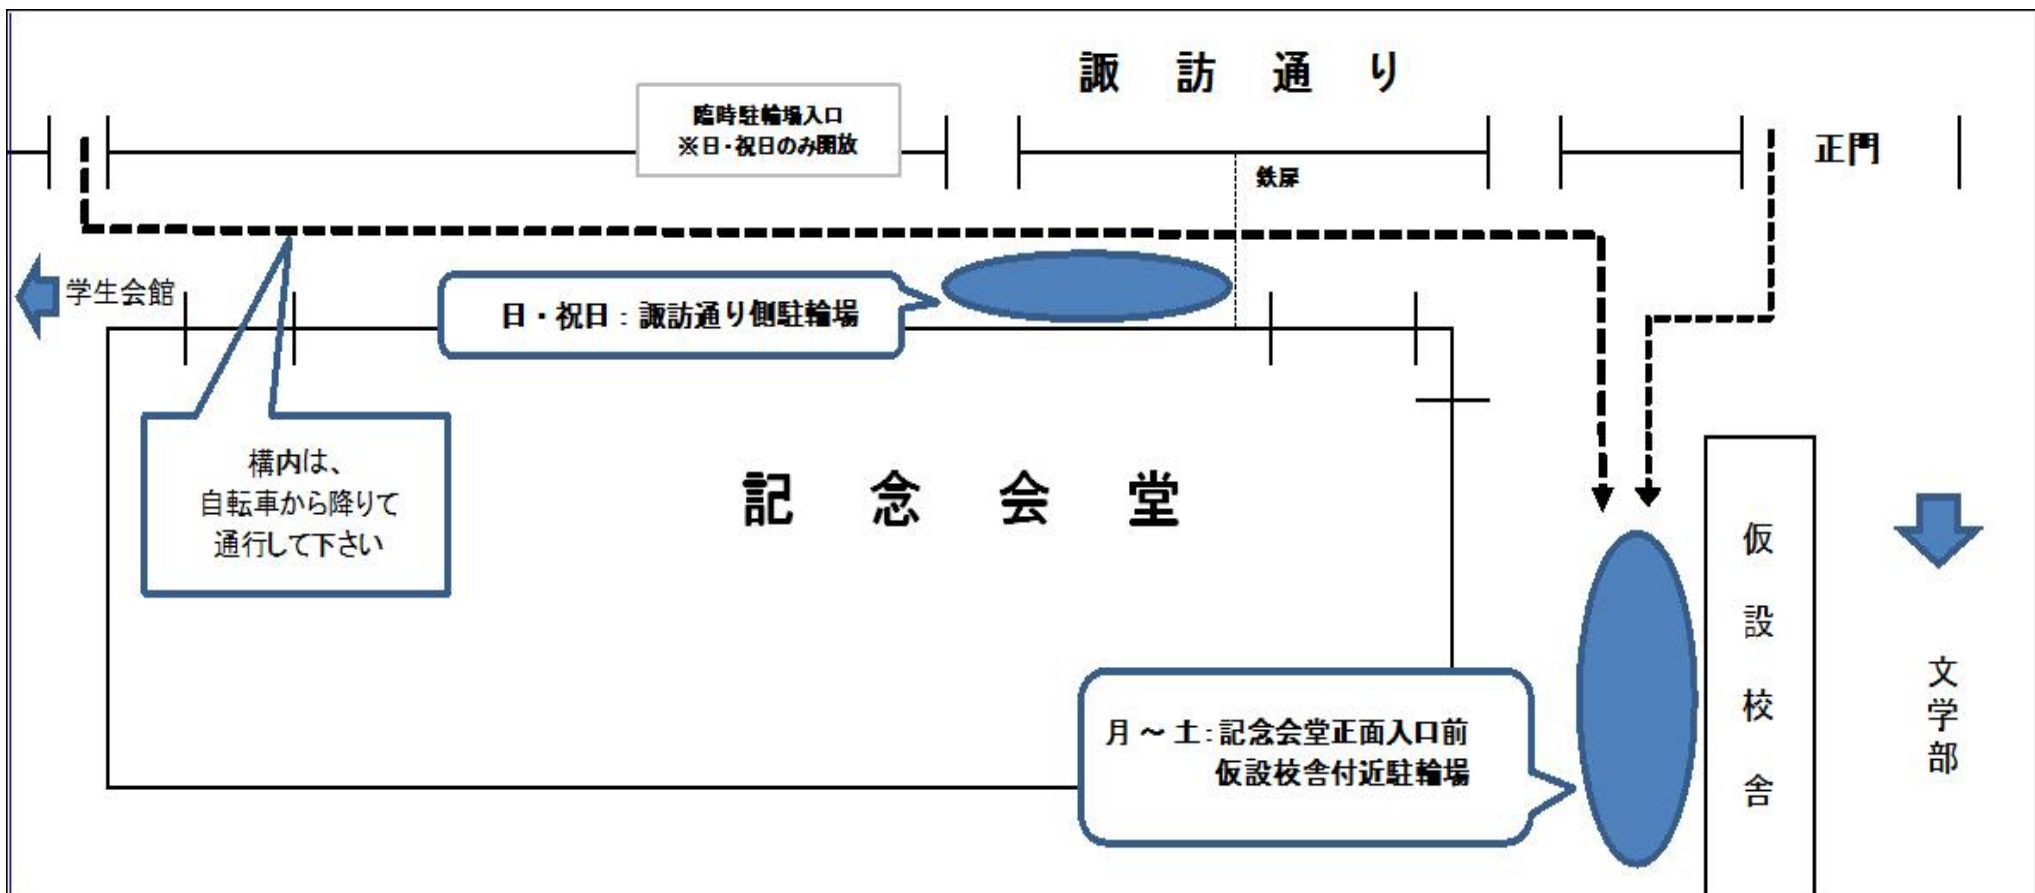 諏訪通り
臨時駐輪場入口
※日・祝日のみ開放
正門
鉄扉
学生会館
日・祝日：諏訪通り側駐輪場
構内は、
自転車から降りて
通行して下さい
記念会堂
仮設校舎
文学部
月～土：記念会堂正面入口前
仮設校舎付近駐輪場